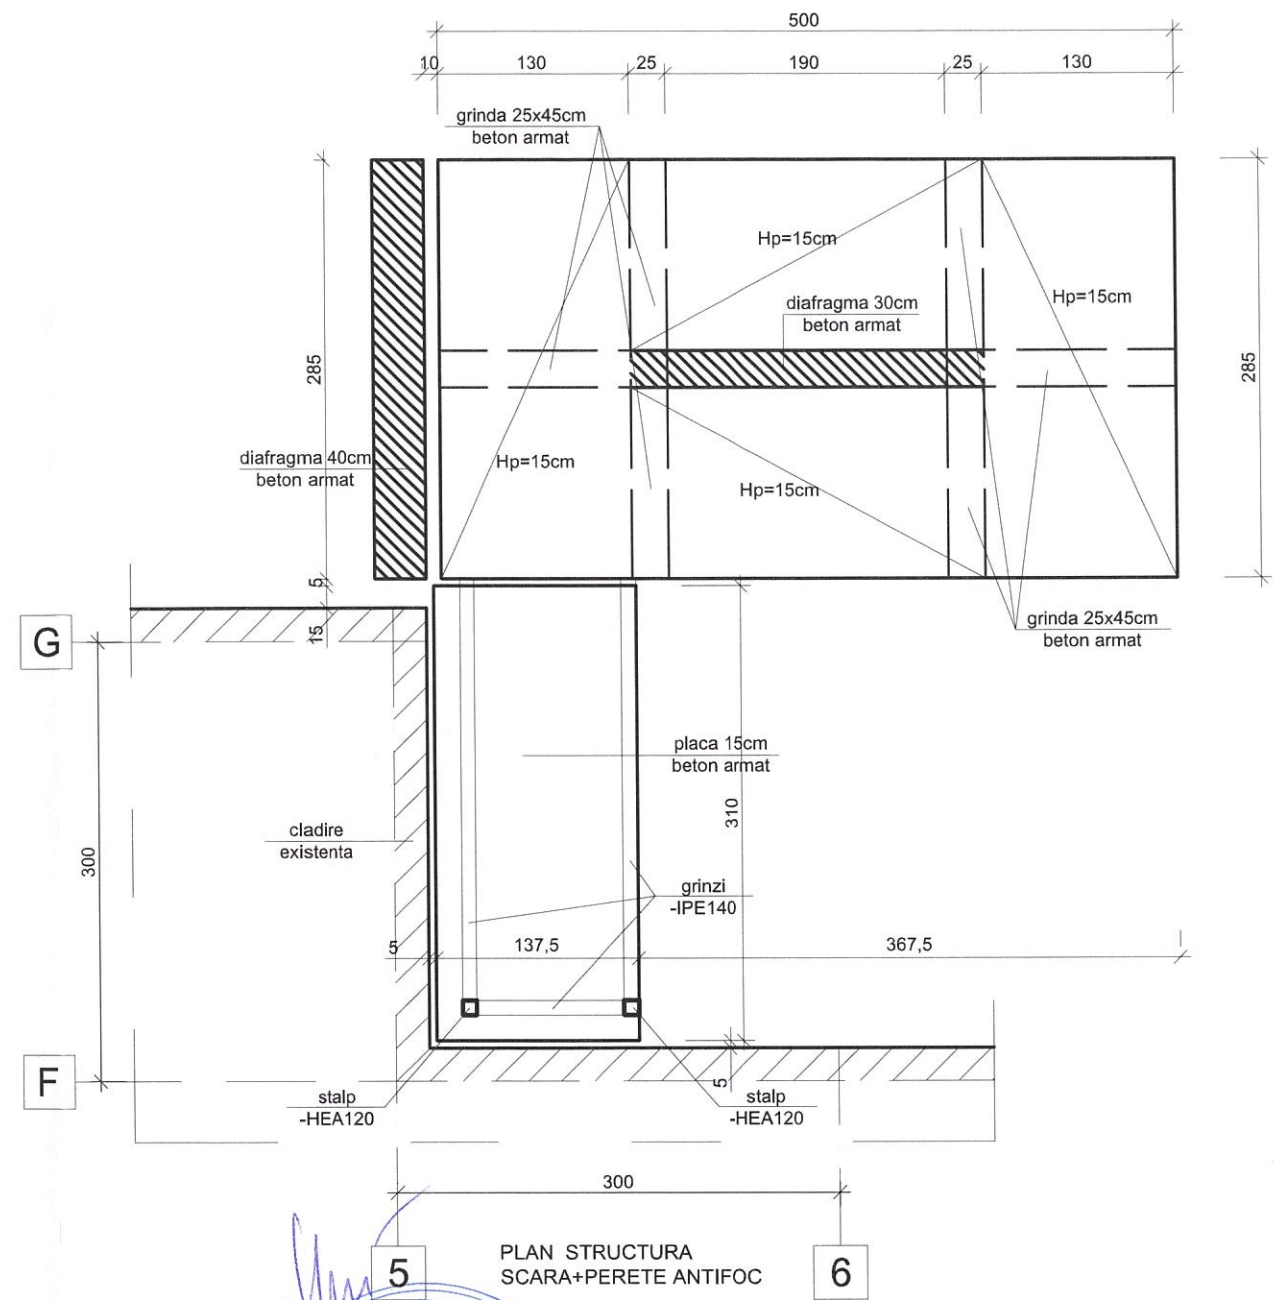 500
10 130 25 190 25 130
grinda 25x45cm
beton armat
Hp=15cm
Hp=15cm
diafragma 30cm
beton armat
285
285
diafragma 40cm
beton armat
Hp=15cm
Hp=15cm
5
15
G
grinda 25x45cm
beton armat
placa 15cm
beton armat
310
cladire
existenta
300
grinzi
-IPE140
5 137,5 367,5
F
5
stalp
-HEA120
stalp
-HEA120
300
5
PLAN STRUCTURA
SCARA+PERETE ANTIFOC
6